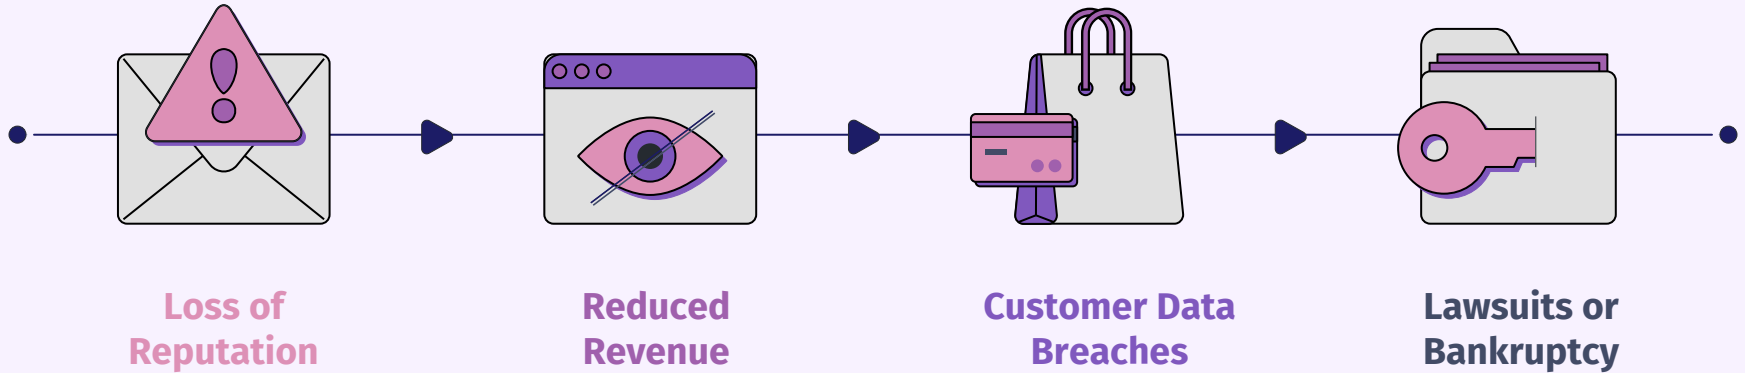 Loss of
Reputation
Reduced
Revenue
Customer Data
Breaches
Lawsuits or
Bankruptcy